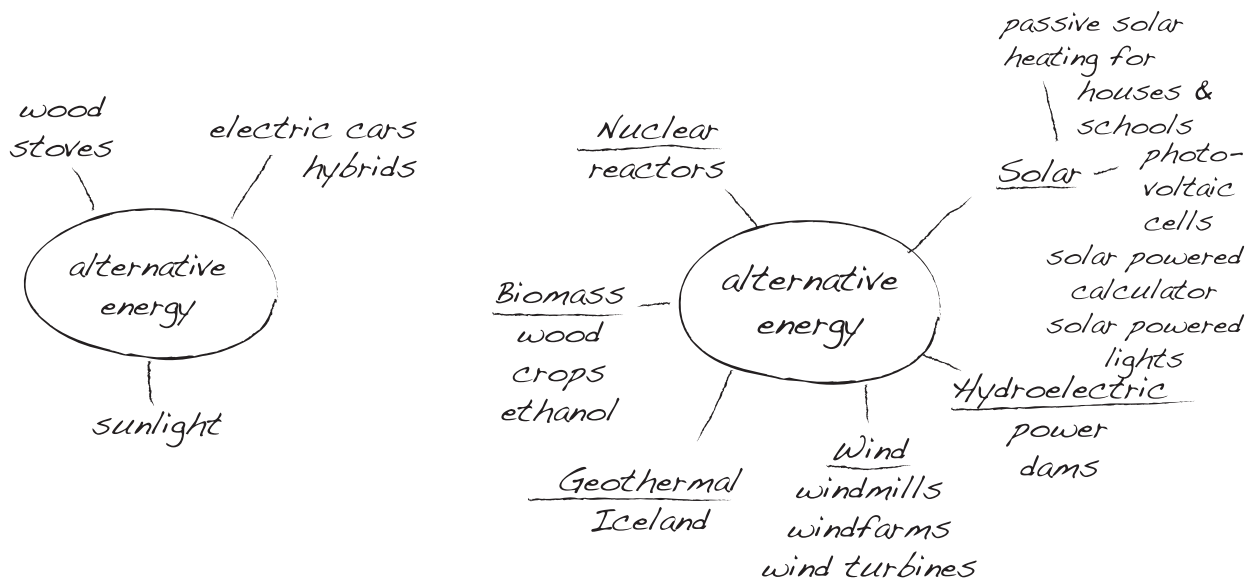 wood
stoves
electric cars
hybrids
alternative
energy
sunlight
Nuclear
reactors
passive solar
heating for
houses &
schools
Solar
photo-
voltaic
cells
solar powered
calculator
solar powered
lights
alternative
energy
Biomass
wood
crops
ethanol
Hydroelectric
power
dams
Geothermal
Iceland
Wind
windmills
windfarms
wind turbines